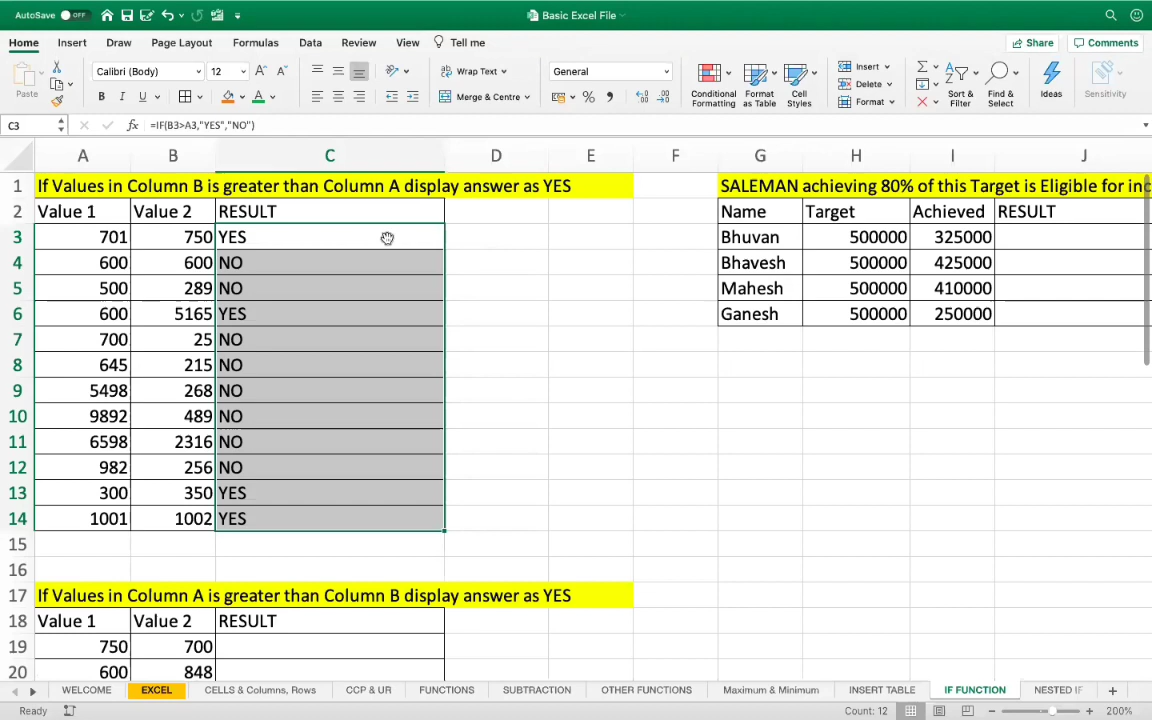 AutoSave OFF Basic Excel File
Home Insert Draw Page Layout Formulas Data Review View Tell me Share Comments
Paste Calibri (Body) 12 A A Wrap Text General Conditional Formatting Format as Table Cell Styles Insert Delete Format Sort & Filter Find & Select Ideas Sensitivity
B I U A Merge & Centre % ,
C3 fx =IF(B3>A3,"YES","NO")
A B C D E F G H I J
1 If Values in Column B is greater than Column A display answer as YES SALEMAN achieving 80% of this Target is Eligible for inc
2 Value 1 Value 2 RESULT Name Target Achieved RESULT
3 701 750 YES Bhuvan 500000 325000
4 600 600 NO Bhavesh 500000 425000
5 500 289 NO Mahesh 500000 410000
6 600 5165 YES Ganesh 500000 250000
7 700 25 NO
8 645 215 NO
9 5498 268 NO
10 9892 489 NO
11 6598 2316 NO
12 982 256 NO
13 300 350 YES
14 1001 1002 YES
15
16
17 If Values in Column A is greater than Column B display answer as YES
18 Value 1 Value 2 RESULT
19 750 700
20 600 848
WELCOME EXCEL CELLS & Columns, Rows CCP & UR FUNCTIONS SUBTRACTION OTHER FUNCTIONS Maximum & Minimum INSERT TABLE IF FUNCTION NESTED IF
Ready Count: 12 200%